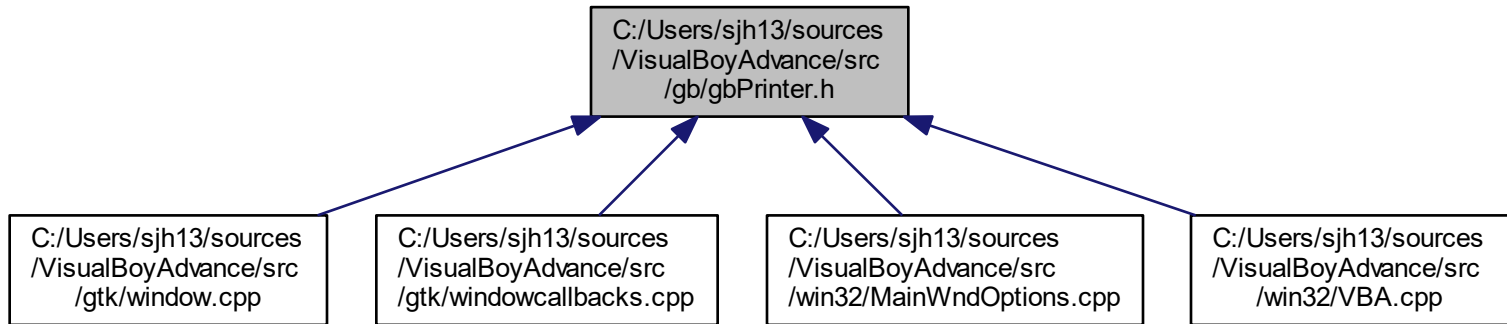 C:/Users/sjh13/sources
/VisualBoyAdvance/src
/gb/gbPrinter.h
C:/Users/sjh13/sources
/VisualBoyAdvance/src
/gtk/window.cpp
C:/Users/sjh13/sources
/VisualBoyAdvance/src
/gtk/windowcallbacks.cpp
C:/Users/sjh13/sources
/VisualBoyAdvance/src
/win32/MainWndOptions.cpp
C:/Users/sjh13/sources
/VisualBoyAdvance/src
/win32/VBA.cpp